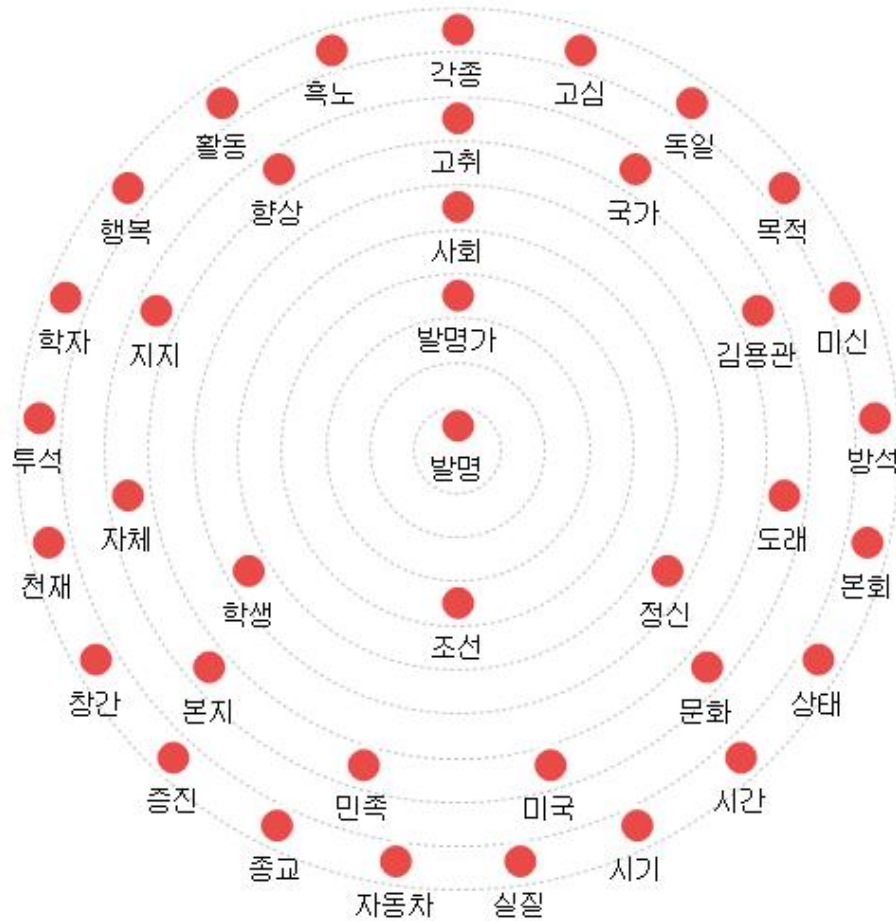 각종
흑노
고심
활동
독일
고취
행복
향상
국가
목적
사회
학자
지지
발명가
김용관
미신
투석
발명
방석
자체
도래
천재
학생
정신
본회
조선
창간
본지
문화
상태
증진
민족
미국
시간
종교
시기
자동차
실질